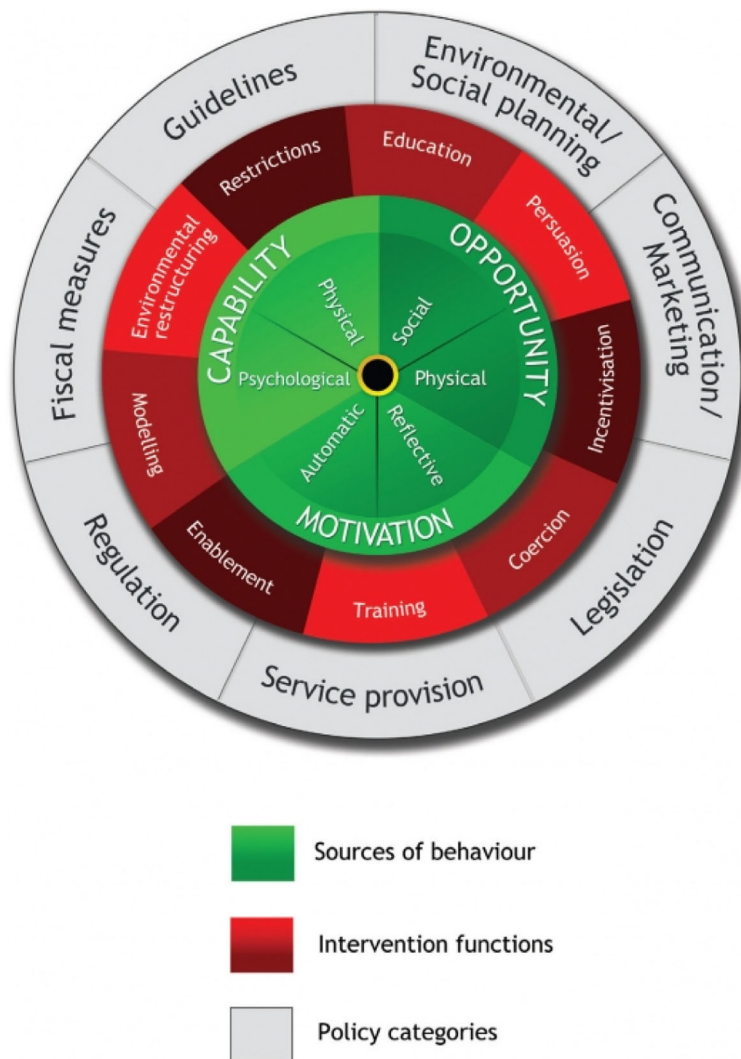 Guidelines
Environmental/
Social planning
Communication/
Marketing
Legislation
Service provision
Regulation
Fiscal measures
Restrictions
Education
Persuasion
Incentivisation
Coercion
Training
Enablement
Modelling
Environmental
restructuring
CAPABILITY
OPPORTUNITY
MOTIVATION
Physical
Social
Physical
Reflective
Automatic
Psychological
Sources of behaviour
Intervention functions
Policy categories